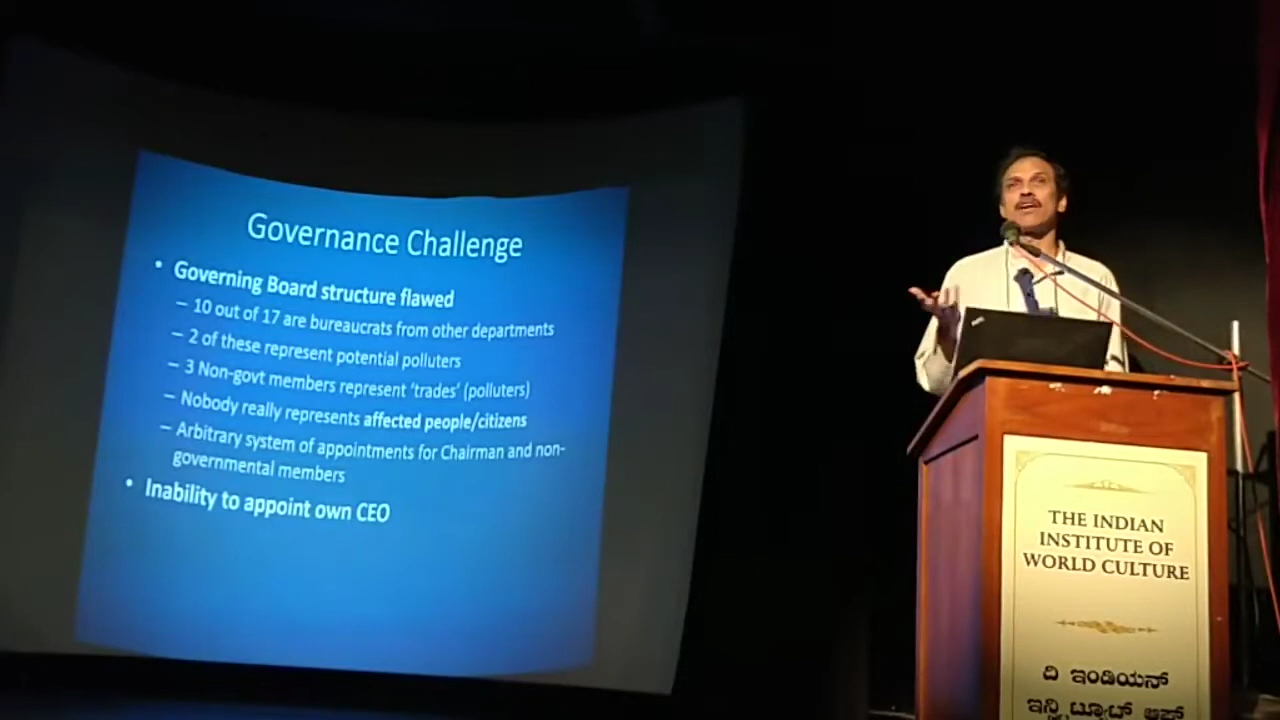 Governance Challenge
• Governing Board structure flawed
– 10 out of 17 are bureaucrats from other departments
– 2 of these represent potential polluters
– 3 Non-govt members represent 'trades' (polluters)
– Nobody really represents affected people/citizens
– Arbitrary system of appointments for Chairman and non-
governmental members
• Inability to appoint own CEO
THE INDIAN
INSTITUTE OF
WORLD CULTURE
ದಿ ಇಂಡಿಯನ್
ಇನ್ಸ್ಟಿಟ್ಯೂಟ್ ಆಫ್